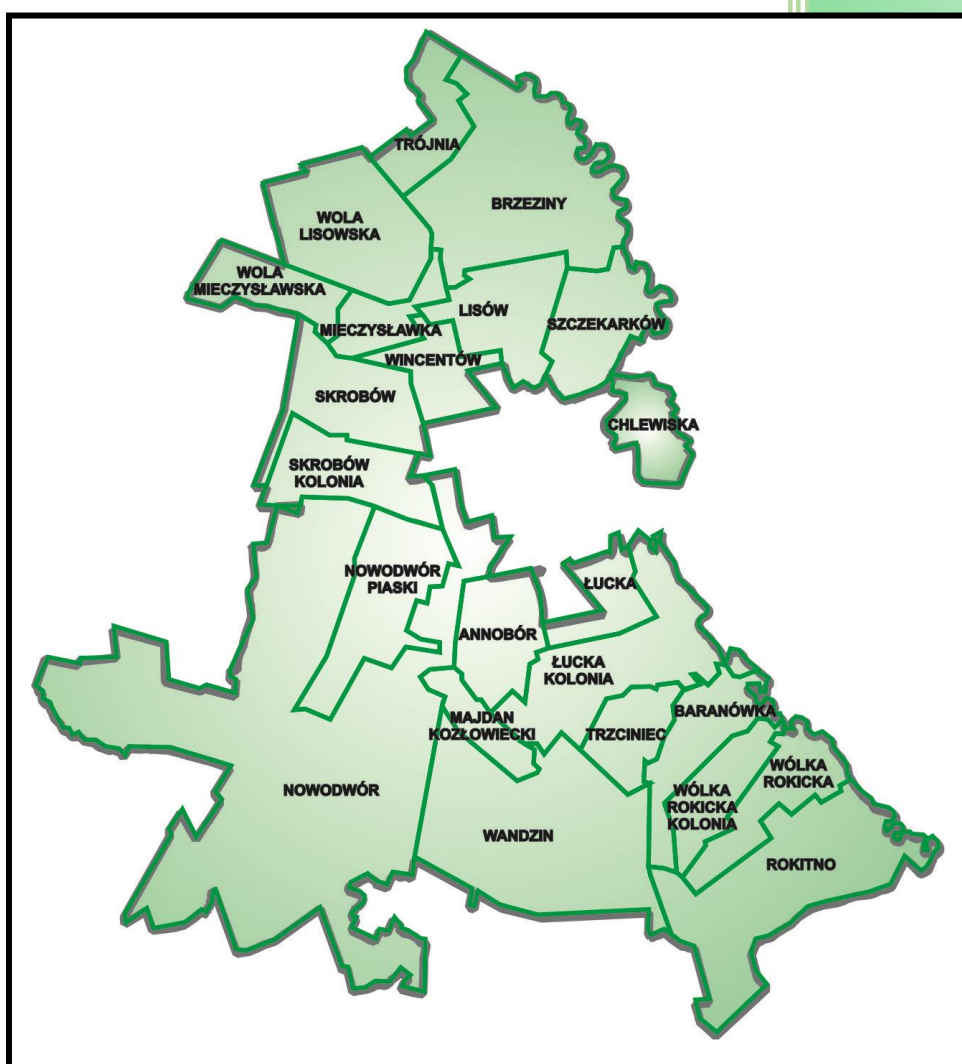 TRÓJNIA
BRZEZINY
WOLA
LISOWSKA
WOLA
MIECZYSŁAWSKA
LISÓW
MIECZYSŁAWKA
SZCZEKARKÓW
WINCENTÓW
SKROBÓW
CHLEWISKA
SKROBÓW
KOLONIA
NOWODWÓR
PIASKI
ŁUCKA
ANNOBÓR
ŁUCKA
KOLONIA
MAJDAN
KOZŁOWIECKI
TRZCINIEC
BARANÓWKA
WÓLKA
ROKICKA
NOWODWÓR
WÓLKA
ROKICKA
KOLONIA
WANDZIN
ROKITNO